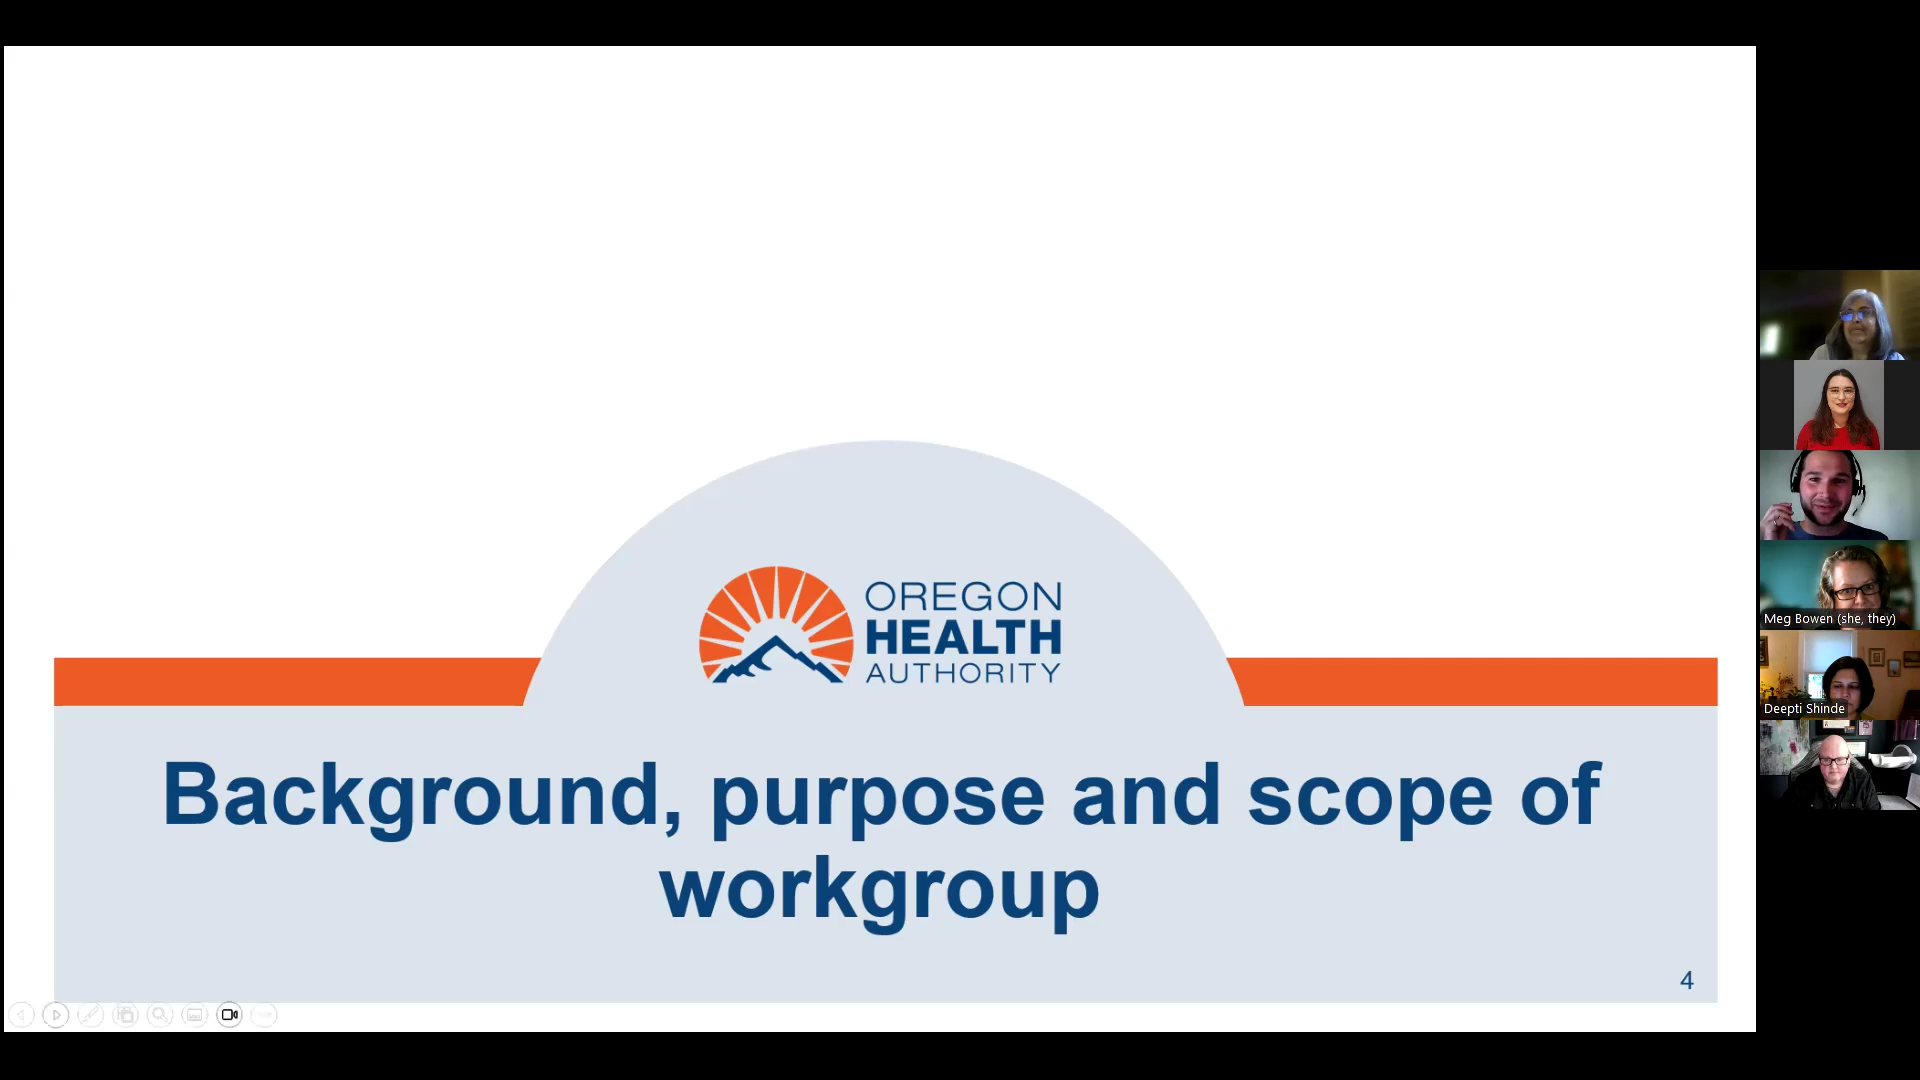 OREGON
HEALTH
AUTHORITY
Background, purpose and scope of
workgroup
4
Meg Bowen (she, they)
Deepti Shinde